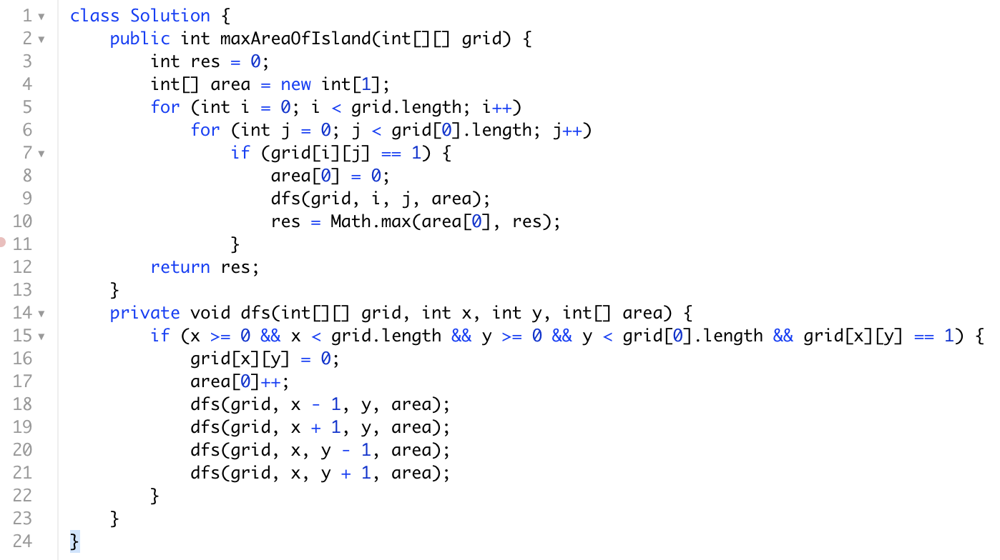 1 class Solution {
2     public int maxAreaOfIsland(int[][] grid) {
3         int res = 0;
4         int[] area = new int[1];
5         for (int i = 0; i < grid.length; i++)
6             for (int j = 0; j < grid[0].length; j++)
7                 if (grid[i][j] == 1) {
8                     area[0] = 0;
9                     dfs(grid, i, j, area);
10                     res = Math.max(area[0], res);
11                 }
12         return res;
13     }
14     private void dfs(int[][] grid, int x, int y, int[] area) {
15         if (x >= 0 && x < grid.length && y >= 0 && y < grid[0].length && grid[x][y] == 1) {
16             grid[x][y] = 0;
17             area[0]++;
18             dfs(grid, x - 1, y, area);
19             dfs(grid, x + 1, y, area);
20             dfs(grid, x, y - 1, area);
21             dfs(grid, x, y + 1, area);
22         }
23     }
24 }